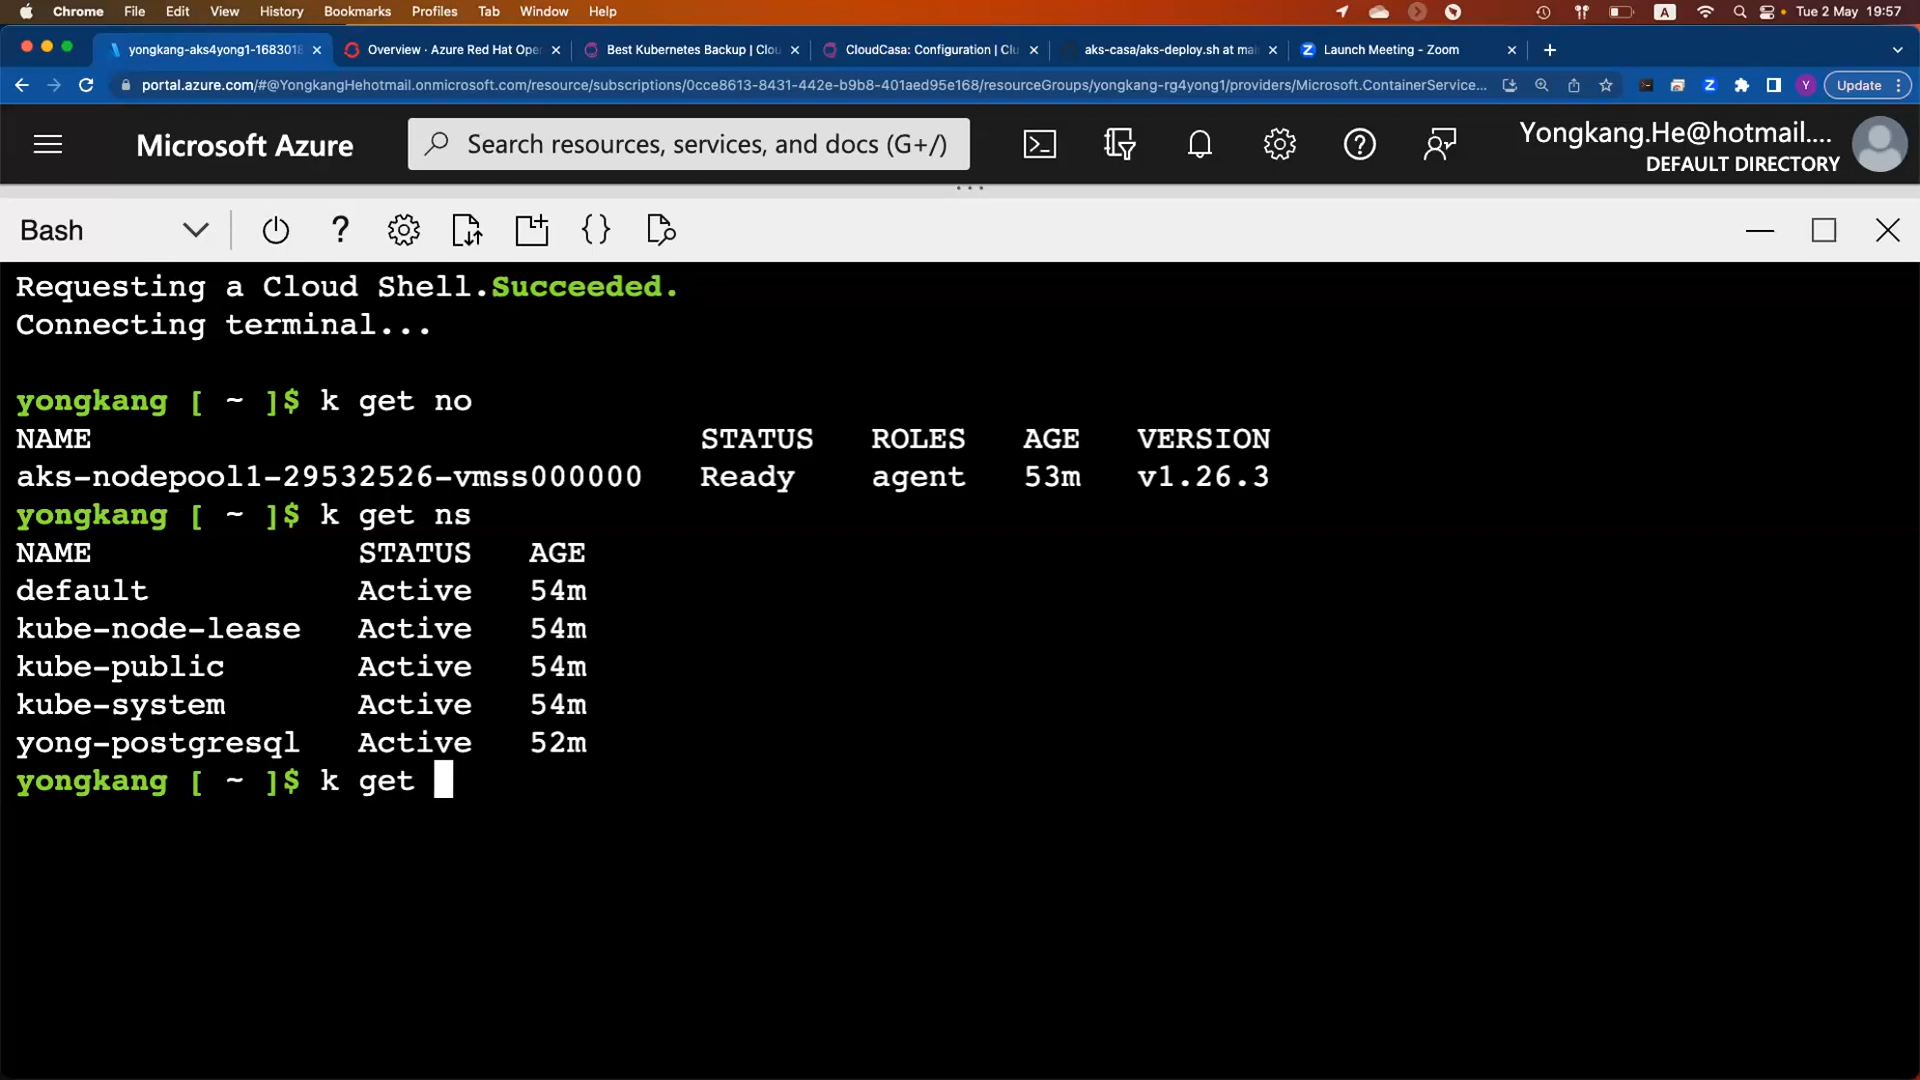 Chrome File Edit View History Bookmarks Profiles Tab Window Help A Tue 2 May 19:57
yongkang-aks4yong1-1683018 Overview · Azure Red Hat Oper Best Kubernetes Backup | Clou CloudCasa: Configuration | Clu aks-casa/aks-deploy.sh at mai Launch Meeting - Zoom
portal.azure.com/#@YongkangHehotmail.onmicrosoft.com/resource/subscriptions/0cce8613-8431-442e-b9b8-401aed95e168/resourceGroups/yongkang-rg4yong1/providers/Microsoft.ContainerService... Y Update
Microsoft Azure Search resources, services, and docs (G+/) Yongkang.He@hotmail....
DEFAULT DIRECTORY
Bash
Requesting a Cloud Shell.Succeeded.
Connecting terminal...
yongkang [ ~ ]$ k get no
NAME STATUS ROLES AGE VERSION
aks-nodepool1-29532526-vmss000000 Ready agent 53m v1.26.3
yongkang [ ~ ]$ k get ns
NAME STATUS AGE
default Active 54m
kube-node-lease Active 54m
kube-public Active 54m
kube-system Active 54m
yong-postgresql Active 52m
yongkang [ ~ ]$ k get